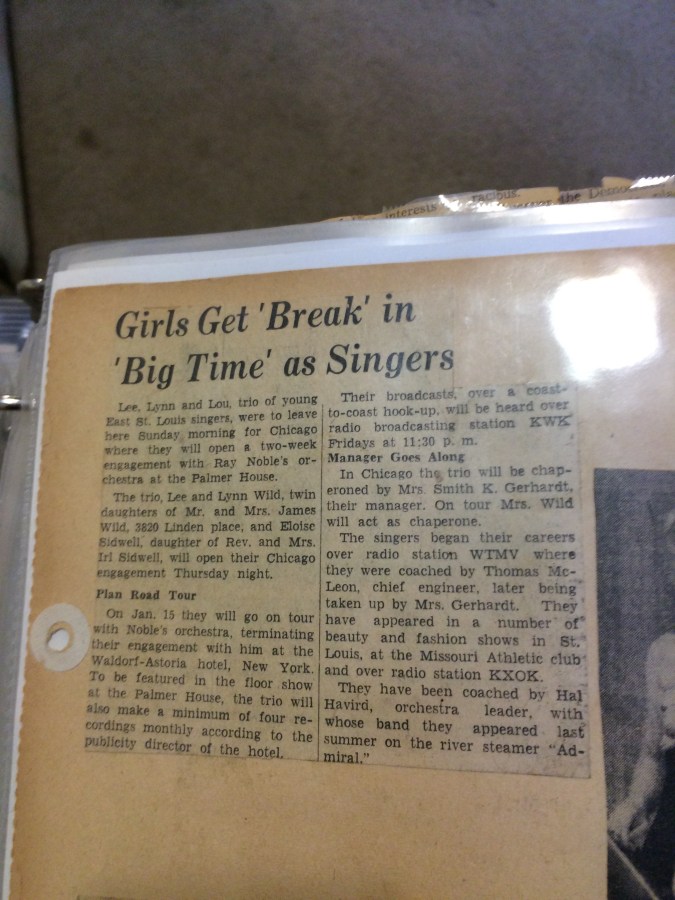 racious.
interests
for the Democ
Girls Get 'Break' in
'Big Time' as Singers
Lee, Lynn and Lou, trio of young
East St. Louis singers, were to leave
here Sunday morning for Chicago
where they will open a two-week
engagement with Ray Noble's or-
chestra at the Palmer House.
The trio, Lee and Lynn Wild, twin
daughters of Mr. and Mrs. James
Wild, 3820 Linden place, and Eloise
Sidwell, daughter of Rev. and Mrs.
Irl Sidwell, will open their Chicago
engagement Thursday night.
Plan Road Tour
On Jan. 15 they will go on tour
with Noble's orchestra, terminating
their engagement with him at the
Waldorf-Astoria hotel, New York.
To be featured in the floor show
at the Palmer House, the trio will
also make a minimum of four re-
cordings monthly according to the
publicity director of the hotel.
Their broadcasts, over a coast-
to-coast hook-up, will be heard over
radio broadcasting station KWK
Fridays at 11:30 p. m.
Manager Goes Along
In Chicago the trio will be chap-
eroned by Mrs. Smith K. Gerhardt,
their manager. On tour Mrs. Wild
will act as chaperone.
The singers began their careers
over radio station WTMV where
they were coached by Thomas Mc-
Leon, chief engineer, later being
taken up by Mrs. Gerhardt. They
have appeared in a number of
beauty and fashion shows in St.
Louis, at the Missouri Athletic club
and over radio station KXOK.
They have been coached by Hal
Havird, orchestra leader, with
whose band they appeared last
summer on the river steamer "Ad-
miral."